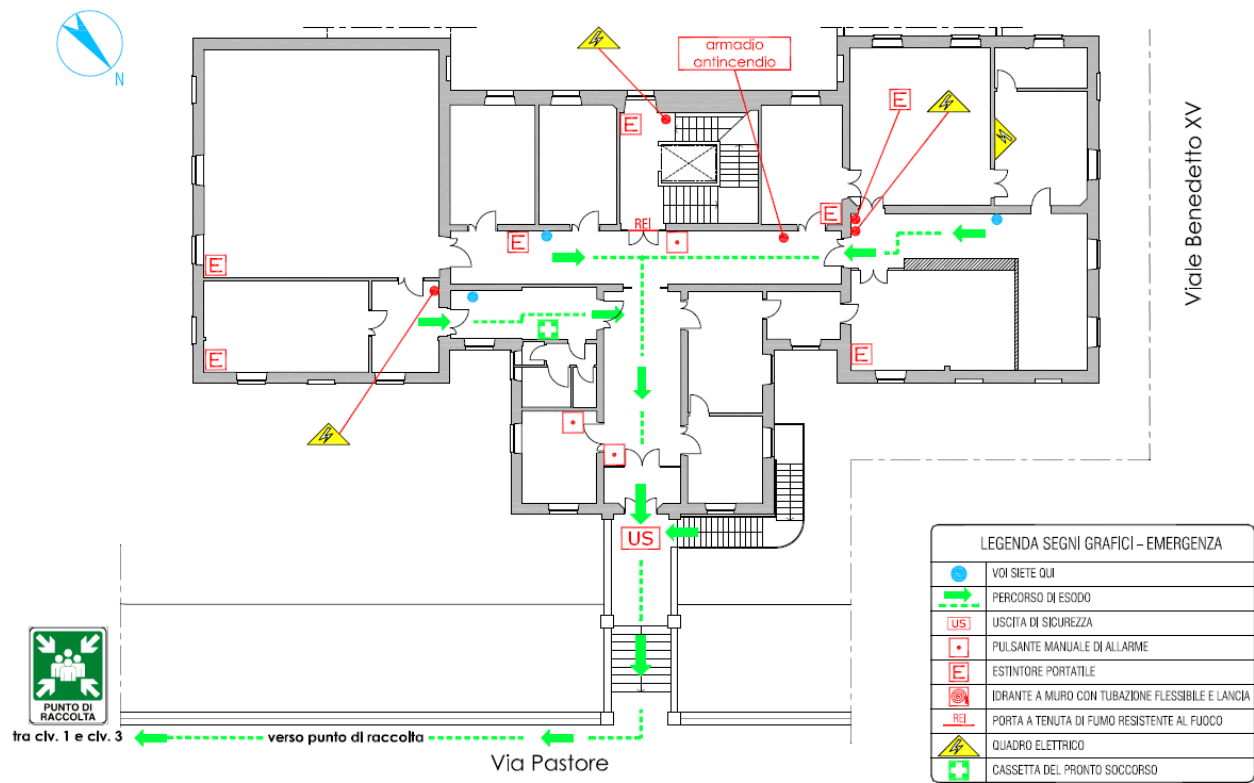 N
armadio
antincendio
E
E
E
REI
E
E
E
E
Viale Benedetto XV
US
PUNTO DI
RACCOLTA
tra civ. 1 e civ. 3
verso punto di raccolta
Via Pastore
LEGENDA SEGNI GRAFICI – EMERGENZA
VOI SIETE QUI
PERCORSO DI ESODO
US
USCITA DI SICUREZZA
PULSANTE MANUALE DI ALLARME
E
ESTINTORE PORTATILE
IDRANTE A MURO CON TUBAZIONE FLESSIBILE E LANCIA
REI
PORTA A TENUTA DI FUMO RESISTENTE AL FUOCO
QUADRO ELETTRICO
CASSETTA DEL PRONTO SOCCORSO